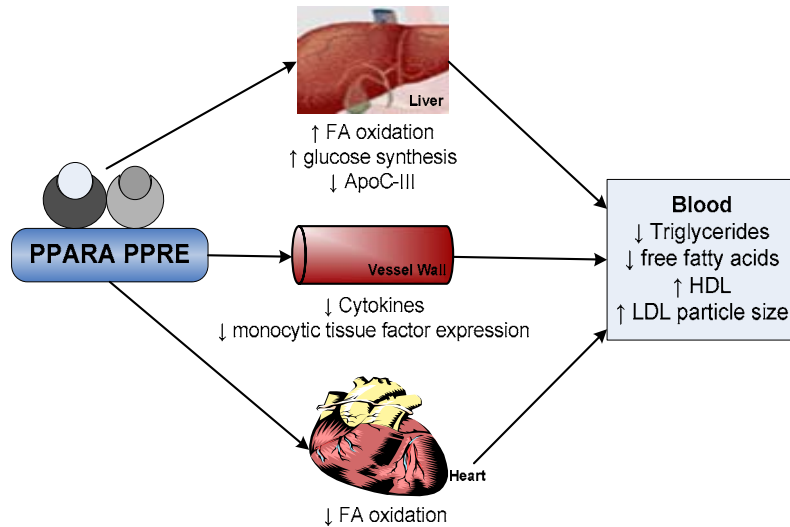 Liver
↑ FA oxidation
↑ glucose synthesis
↓ ApoC-III
PPARA PPRE
Vessel Wall
↓ Cytokines
↓ monocytic tissue factor expression
Heart
↓ FA oxidation
Blood
↓ Triglycerides
↓ free fatty acids
↑ HDL
↑ LDL particle size